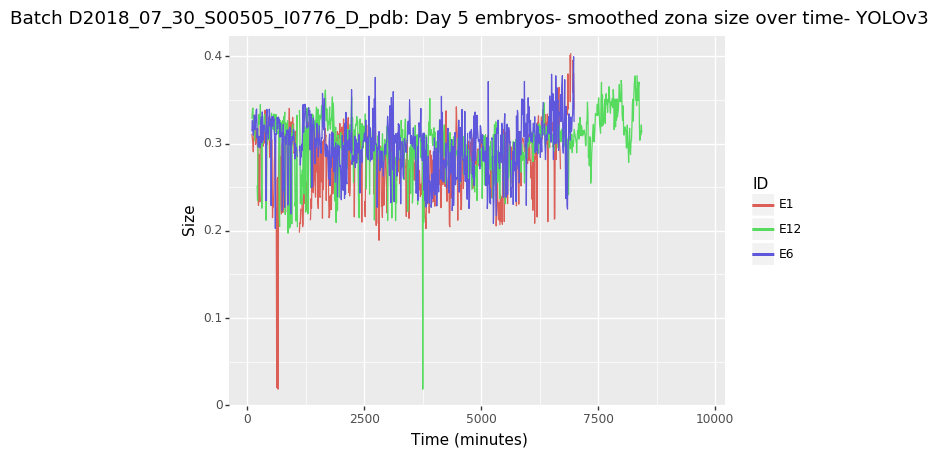 Batch D2018_07_30_S00505_I0776_D_pdb: Day 5 embryos- smoothed zona size over time- YOLOv3
0.4
0.3
0.2
0.1
0
Size
0
2500
5000
7500
10000
Time (minutes)
ID
E1
E12
E6